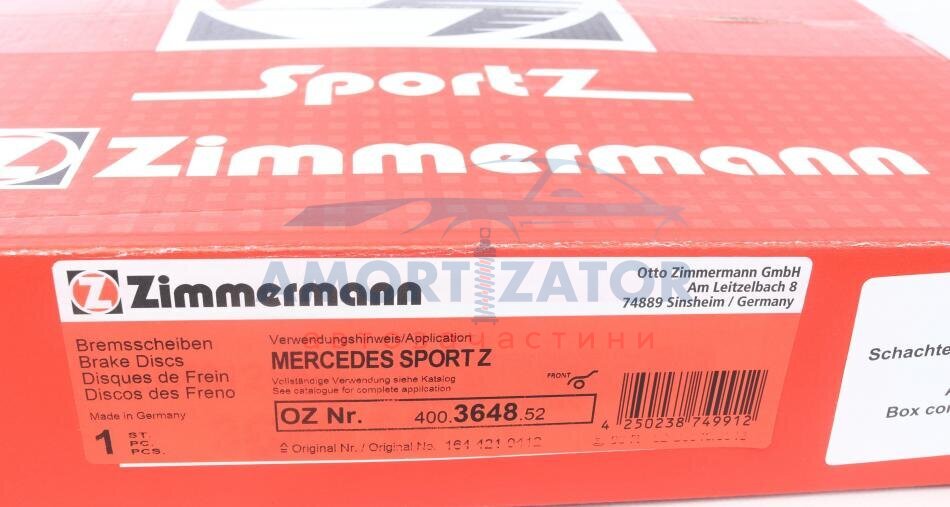 SportZ
Zimmermann
AMORTIZATOR
автозапчастини
Zimmermann
Otto Zimmermann GmbH
Am Leitzelbach 8
74889 Sinsheim / Germany
Bremsscheiben
Brake Discs
Disques de Frein
Discos des Freno
Made in Germany
1 ST.
PC.
PCS.
Verwendungshinweis/Application
MERCEDES SPORT Z
Vollständige Verwendung siehe Katalog
See catalogue for complete application
FRONT
OZ Nr. 400.3648.52
Original Nr. / Original No. 164 421 0412
4 250238 749912
Schachte
Box con